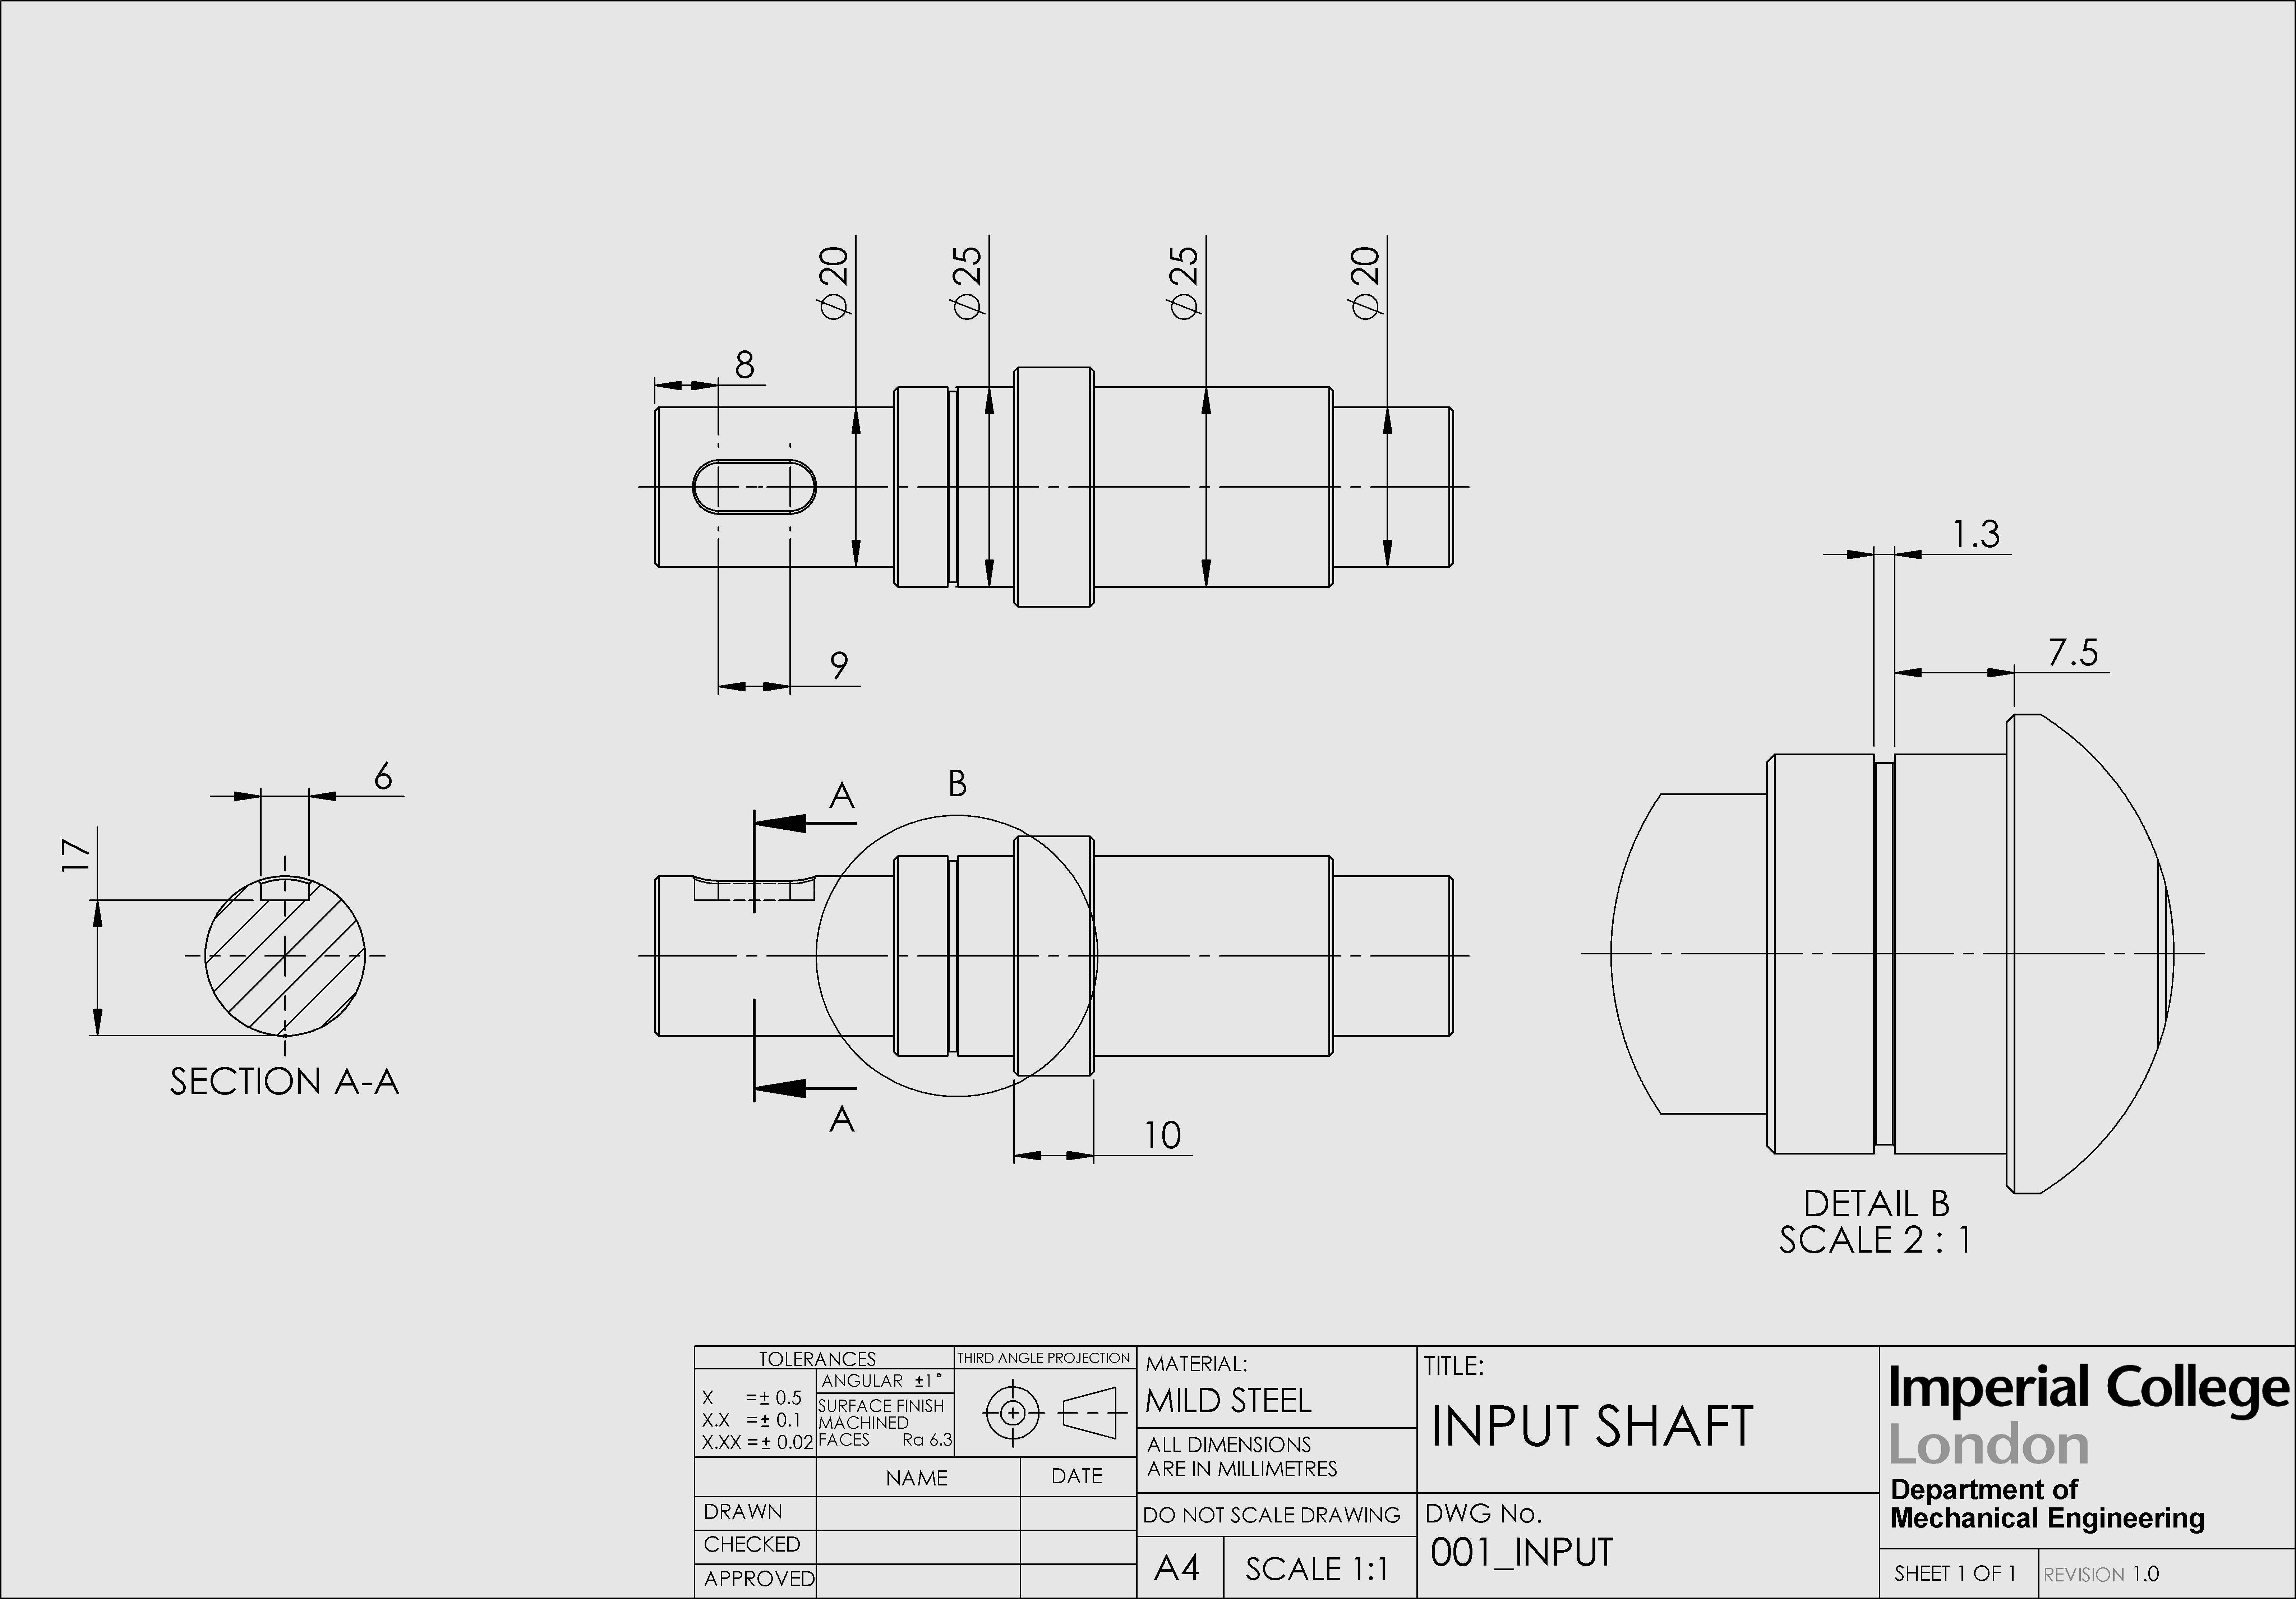 ⌀20
⌀25
⌀25
⌀20
8
9
1.3
7.5
6
17
SECTION A-A
A
B
A
10
DETAIL B
SCALE 2 : 1
TOLERANCES
X =± 0.5
X.X =± 0.1
X.XX =± 0.02
ANGULAR ±1°
SURFACE FINISH
MACHINED
FACES Ra 6.3
THIRD ANGLE PROJECTION
NAME DATE
DRAWN
CHECKED
APPROVED
MATERIAL:
MILD STEEL
ALL DIMENSIONS
ARE IN MILLIMETRES
DO NOT SCALE DRAWING
A4 SCALE 1:1
TITLE:
INPUT SHAFT
DWG No.
001_INPUT
Imperial College
London
Department of
Mechanical Engineering
SHEET 1 OF 1 REVISION 1.0